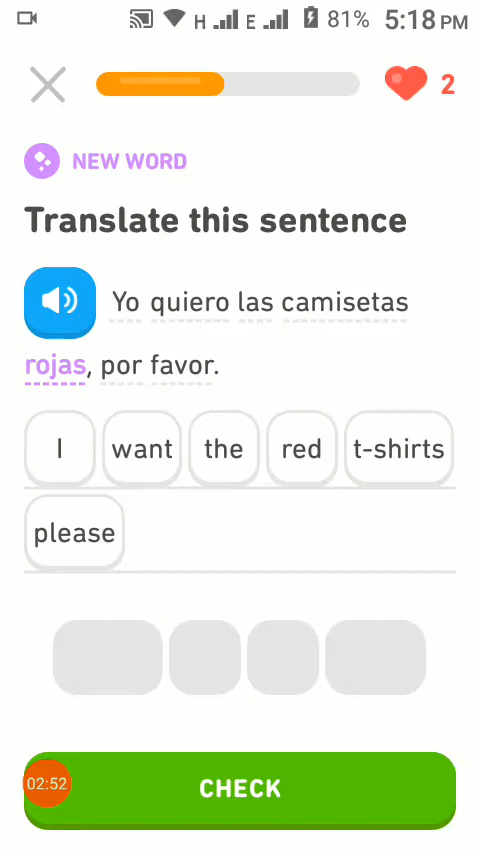 H E 81% 5:18 PM
2
NEW WORD
Translate this sentence
Yo quiero las camisetas
rojas, por favor.
I want the red t-shirts
please
02:52 CHECK